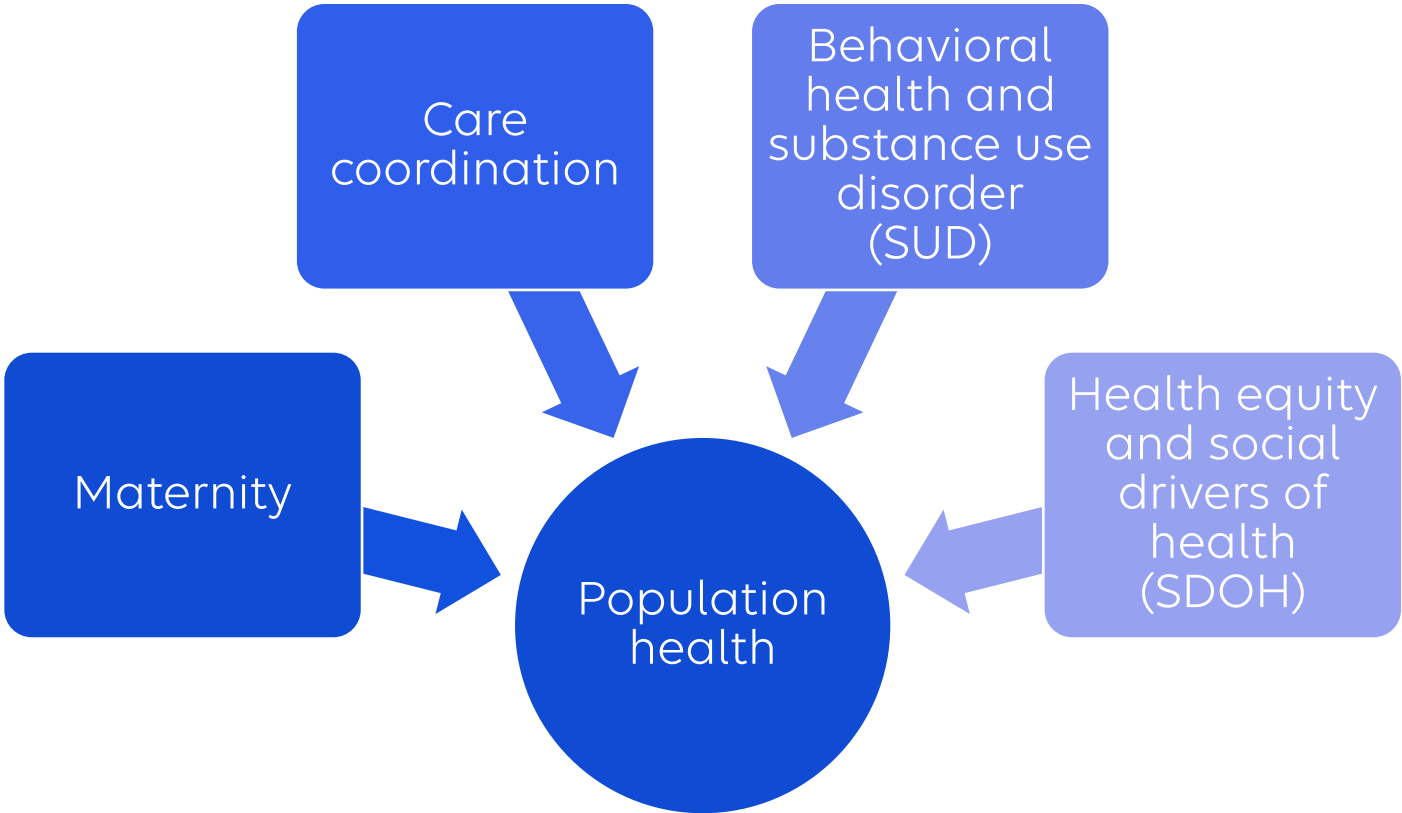 Care
coordination
Behavioral
health and
substance use
disorder
(SUD)
Maternity
Health equity
and social
drivers of
health
(SDOH)
Population
health